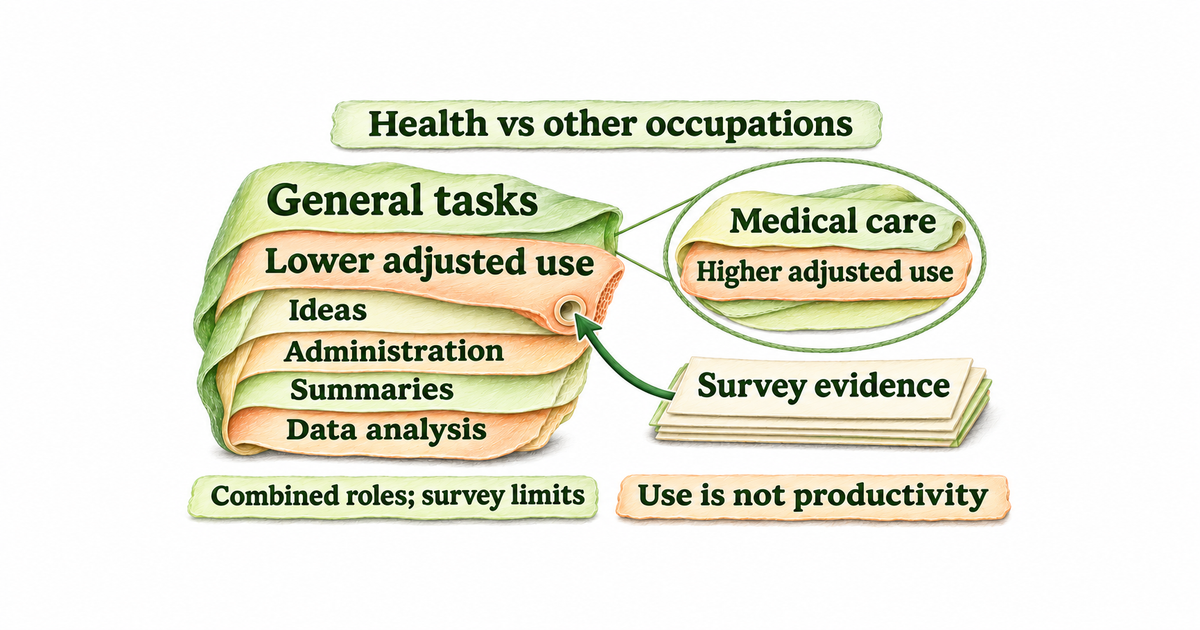 Health vs other occupations
General tasks
Lower adjusted use
Ideas
Administration
Summaries
Data analysis
Medical care
Higher adjusted use
Survey evidence
Combined roles; survey limits
Use is not productivity